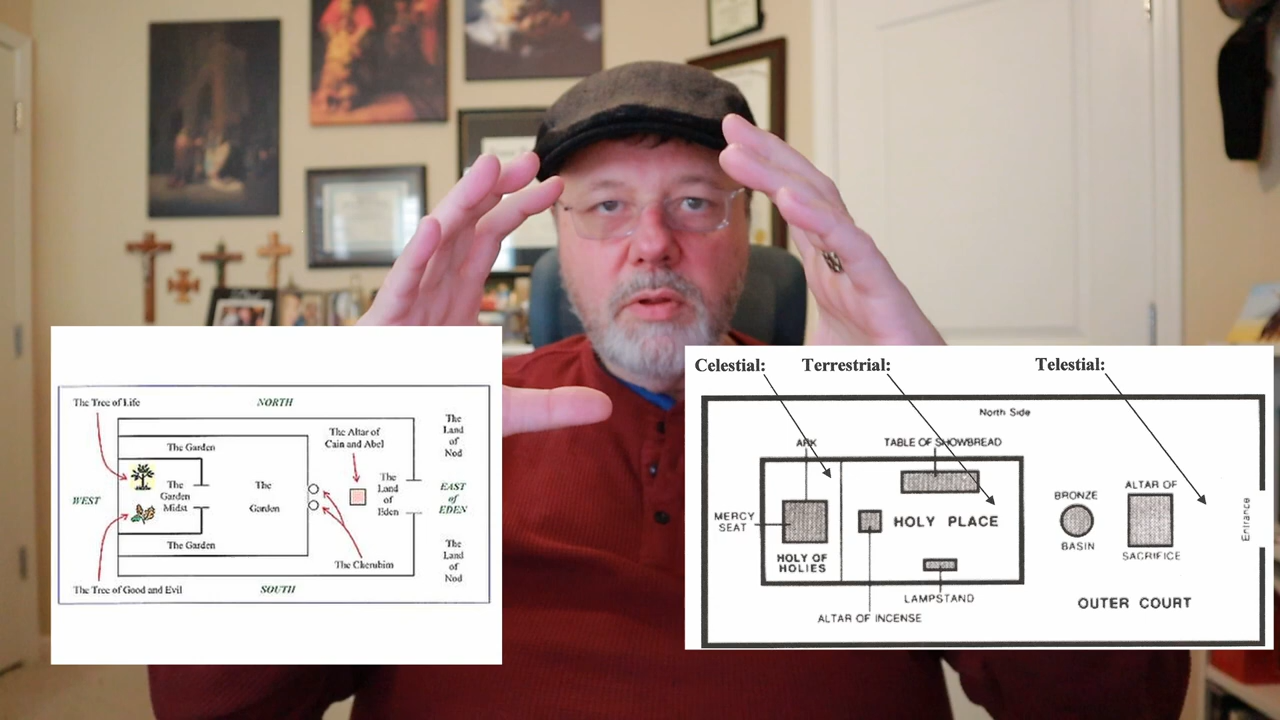 The Tree of Life
NORTH
The Garden
The Altar of
Cain and Abel
The
Land
of
Nod
WEST
The
Garden
Midst
The
Garden
The
Land
of
Eden
EAST
of
EDEN
The Garden
The Cherubim
The
Land
of
Nod
The Tree of Good and Evil
SOUTH
Celestial:
Terrestrial:
Telestial:
North Side
ARK
TABLE OF SHOWBREAD
MERCY
SEAT
HOLY PLACE
HOLY OF
HOLIES
BRONZE
BASIN
ALTAR OF
SACRIFICE
Entrance
LAMPSTAND
ALTAR OF INCENSE
OUTER COURT